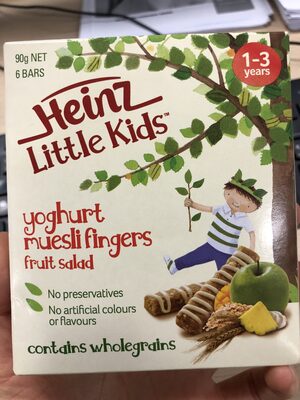 90g NET
6 BARS
Heinz
Little Kids™
1-3
years
yoghurt
muesli fingers
fruit salad
No preservatives
No artificial colours
or flavours
contains wholegrains